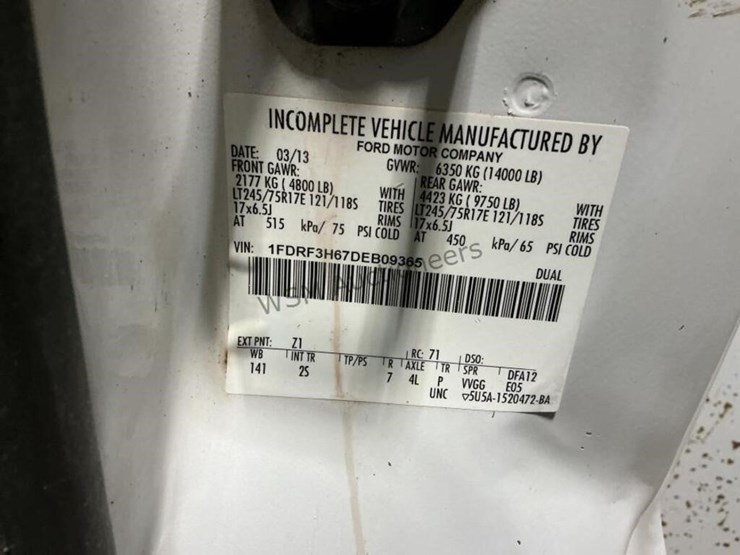 INCOMPLETE VEHICLE MANUFACTURED BY
FORD MOTOR COMPANY
DATE: 03/13 GVWR: 6350 KG (14000 LB)
FRONT GAWR: REAR GAWR:
2177 KG ( 4800 LB) WITH 4423 KG ( 9750 LB) WITH
LT245/75R17E 121/118S TIRES LT245/75R17E 121/118S TIRES
17x6.5J RIMS 17x6.5J RIMS
AT 515 kPa/ 75 PSI COLD AT 450 kPa/ 65 PSI COLD
VIN: 1FDRF3H67DEB09365
DUAL
WSM Auctioneers
EXT PNT: Z1 RC: 71 DSO:
WB INT TR TP/PS R AXLE TR SPR DFA12
141 2S 7 4L P VVGG E05
UNC ▽5U5A-1520472-BA